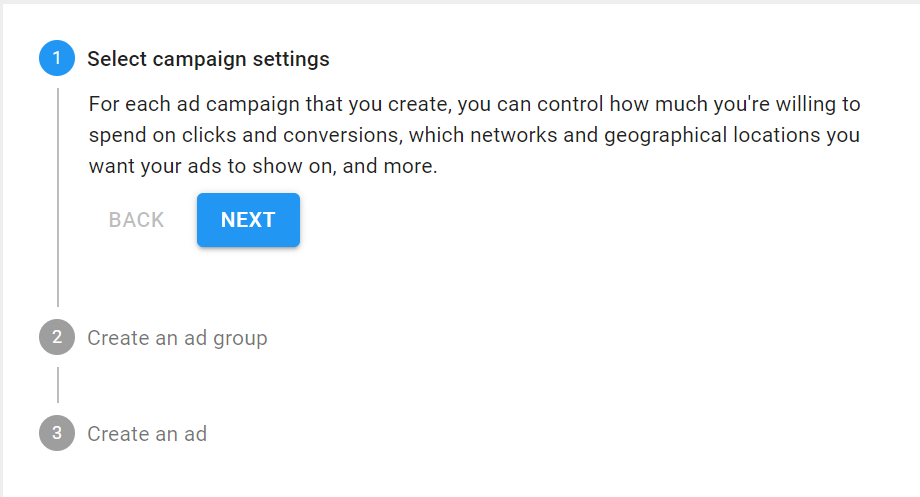 1 Select campaign settings
For each ad campaign that you create, you can control how much you're willing to
spend on clicks and conversions, which networks and geographical locations you
want your ads to show on, and more.
BACK NEXT
2 Create an ad group
3 Create an ad